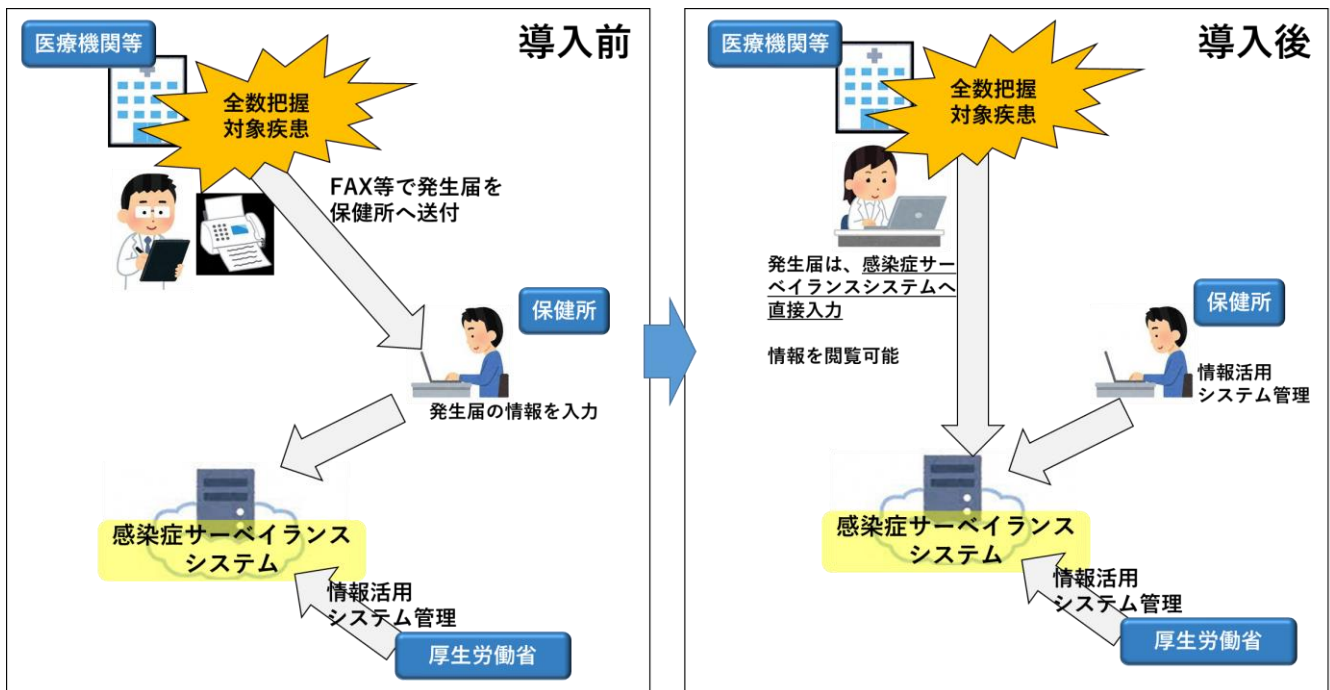 導入前
医療機関等
全数把握
対象疾患
FAX等で発生届を
保健所へ送付
保健所
発生届の情報を入力
感染症サーベイランス
システム
情報活用
システム管理
厚生労働省
導入後
医療機関等
全数把握
対象疾患
発生届は、感染症サー
ベイランスシステムへ
直接入力
情報を閲覧可能
保健所
情報活用
システム管理
感染症サーベイランス
システム
情報活用
システム管理
厚生労働省